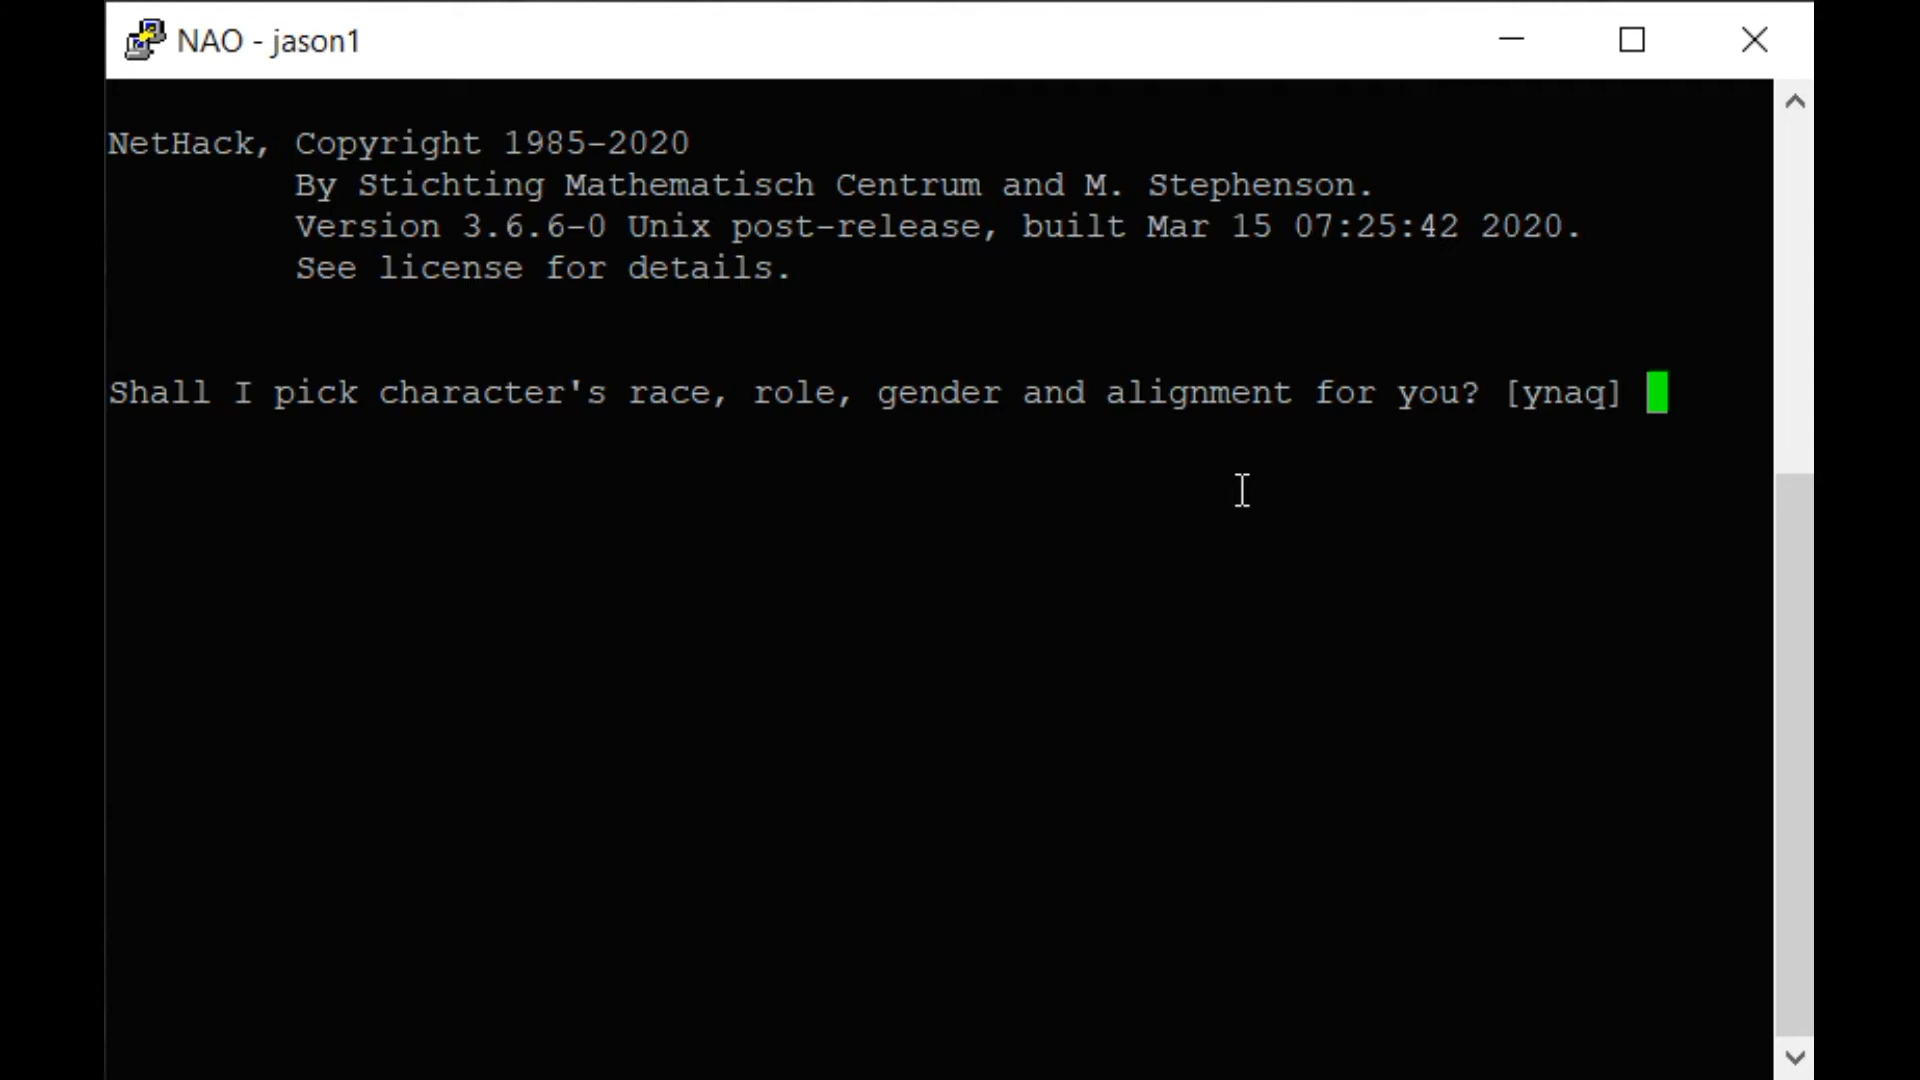 NAO - jason1
NetHack, Copyright 1985-2020
By Stichting Mathematisch Centrum and M. Stephenson.
Version 3.6.6-0 Unix post-release, built Mar 15 07:25:42 2020.
See license for details.
Shall I pick character's race, role, gender and alignment for you? [ynaq]